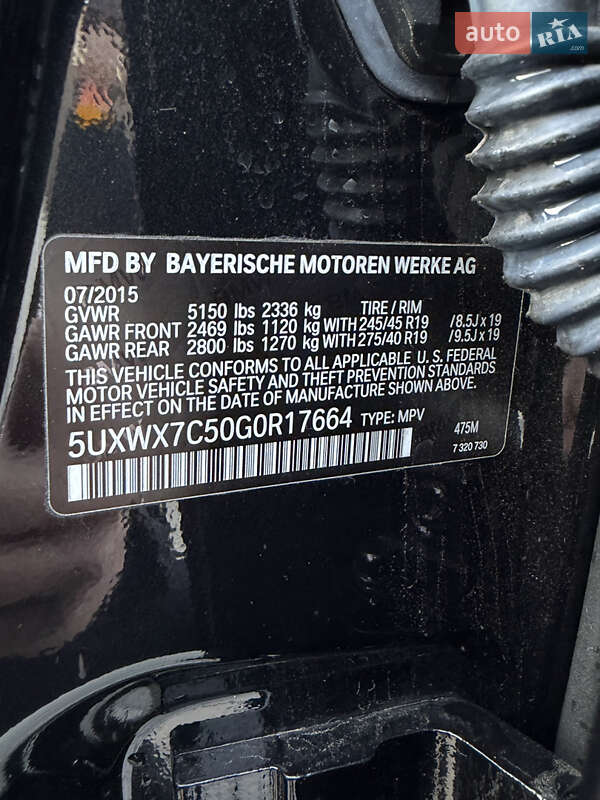 auto RIA.com
MFD BY BAYERISCHE MOTOREN WERKE AG
07/2015
GVWR 5150 lbs 2336 kg TIRE / RIM
GAWR FRONT 2469 lbs 1120 kg WITH 245/45 R19 / 8.5J x 19
GAWR REAR 2800 lbs 1270 kg WITH 275/40 R19 / 9.5J x 19
THIS VEHICLE CONFORMS TO ALL APPLICABLE U. S. FEDERAL
MOTOR VEHICLE SAFETY AND THEFT PREVENTION STANDARDS
IN EFFECT ON THE DATE OF MANUFACTURE SHOWN ABOVE.
5UXWX7C50G0R17664 TYPE: MPV 475M
7 320 730